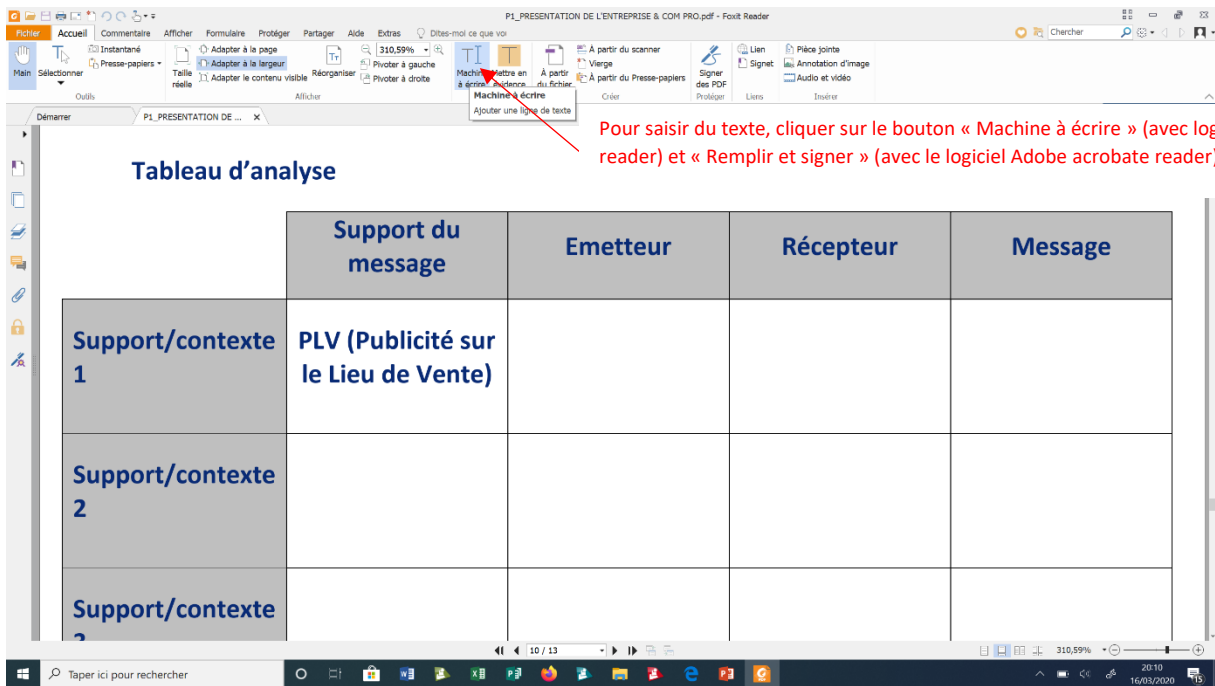 P1_PRESENTATION DE L'ENTREPRISE & COM PRO.pdf - Foxit Reader
Fichier Accueil Commentaire Afficher Formulaire Protéger Partager Aide Extras Dites-moi ce que vou
Chercher
Main
Sélectionner
Instantané
Presse-papiers
Outils
Taille réelle
Adapter à la page
Adapter à la largeur
Adapter le contenu visible
Réorganiser
310,59%
Pivoter à gauche
Pivoter à droite
Afficher
Machine à écrire
Mettre en évidence
À partir du fichier
À partir du scanner
Vierge
À partir du Presse-papiers
Créer
Signer des PDF
Protéger
Lien
Signet
Liens
Pièce jointe
Annotation d'image
Audio et vidéo
Insérer
Machine à écrire
Ajouter une ligne de texte
Démarrer P1_PRESENTATION DE ...
Pour saisir du texte, cliquer sur le bouton « Machine à écrire » (avec log
reader) et « Remplir et signer » (avec le logiciel Adobe acrobate reader)
Tableau d'analyse
Support du
message
Emetteur
Récepteur
Message
Support/contexte
1
PLV (Publicité sur
le Lieu de Vente)
Support/contexte
2
Support/contexte
10 / 13
310,59%
Taper ici pour rechercher
20:10
16/03/2020
15